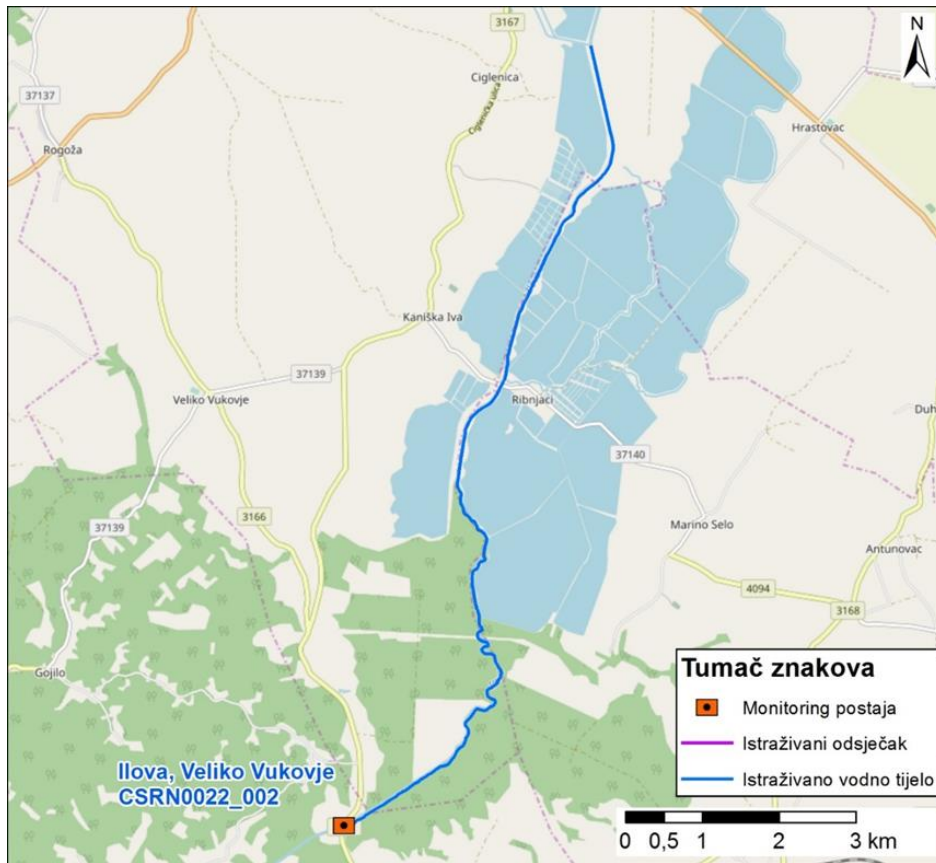 3167
N
Ciglenica
Ciglenička ulica
37137
Hrastovac
Rogoža
Kaniška Iva
37139
Veliko Vukovje
Ribnjaci
Duh
37140
3166
37139
Marino Selo
Antunovac
4094
3168
Gojilo
Tumač znakova
Monitoring postaja
Istraživani odsječak
Istraživano vodno tijelo
Ilova, Veliko Vukovje
CSRN0022_002
0 0,5 1 2 3 km